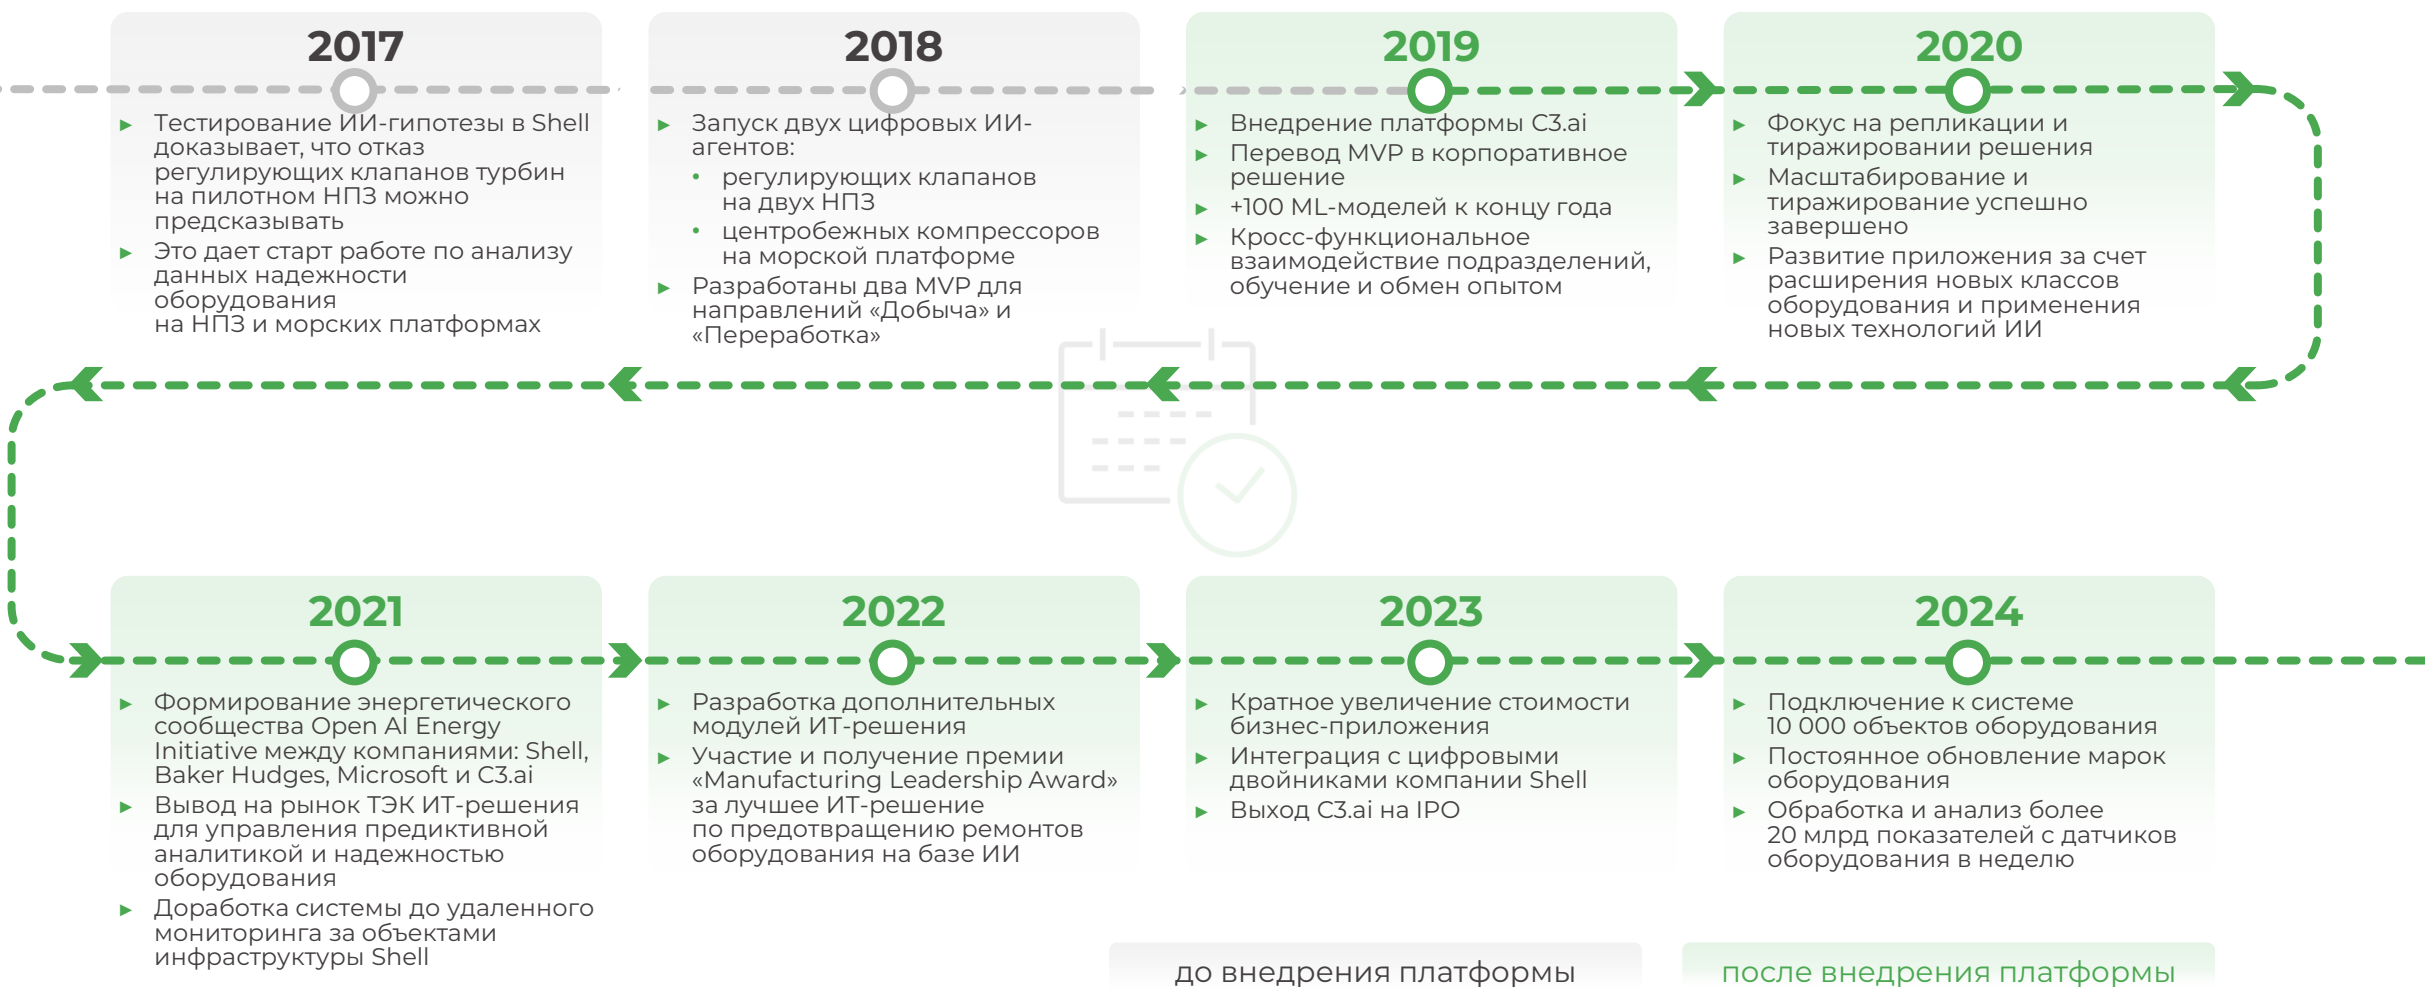 2017
► Тестирование ИИ-гипотезы в Shell
доказывает, что отказ
регулирующих клапанов турбин
на пилотном НПЗ можно
предсказывать
► Это дает старт работе по анализу
данных надежности
оборудования
на НПЗ и морских платформах
2018
► Запуск двух цифровых ИИ-
агентов:
• регулирующих клапанов
на двух НПЗ
• центробежных компрессоров
на морской платформе
► Разработаны два MVP для
направлений «Добыча» и
«Переработка»
2019
► Внедрение платформы C3.ai
► Перевод MVP в корпоративное
решение
► +100 ML-моделей к концу года
► Кросс-функциональное
взаимодействие подразделений,
обучение и обмен опытом
2020
► Фокус на репликации и
тиражировании решения
► Масштабирование и
тиражирование успешно
завершено
► Развитие приложения за счет
расширения новых классов
оборудования и применения
новых технологий ИИ
2021
► Формирование энергетического
сообщества Open AI Energy
Initiative между компаниями: Shell,
Baker Hudges, Microsoft и C3.ai
► Вывод на рынок ТЭК ИТ-решения
для управления предиктивной
аналитикой и надежностью
оборудования
► Доработка системы до удаленного
мониторинга за объектами
инфраструктуры Shell
2022
► Разработка дополнительных
модулей ИТ-решения
► Участие и получение премии
«Manufacturing Leadership Award»
за лучшее ИТ-решение
по предотвращению ремонтов
оборудования на базе ИИ
2023
► Кратное увеличение стоимости
бизнес-приложения
► Интеграция с цифровыми
двойниками компании Shell
► Выход C3.ai на IPO
2024
► Подключение к системе
10 000 объектов оборудования
► Постоянное обновление марок
оборудования
► Обработка и анализ более
20 млрд показателей с датчиков
оборудования в неделю
до внедрения платформы
после внедрения платформы